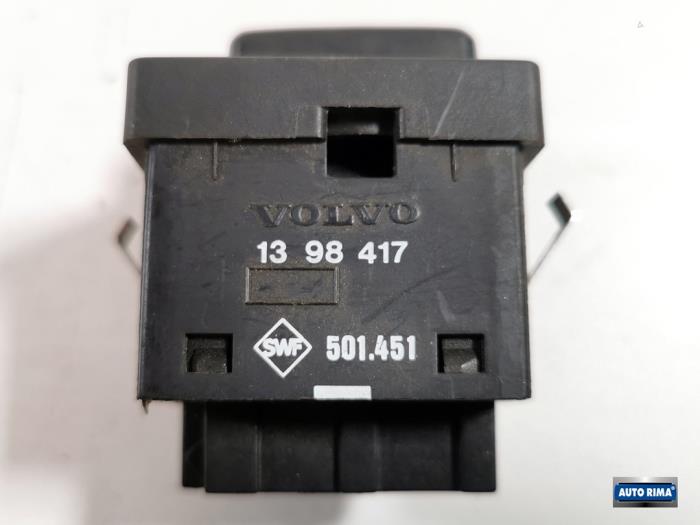 VOLVO
13 98 417
SWF 501.451
AUTO RIMA